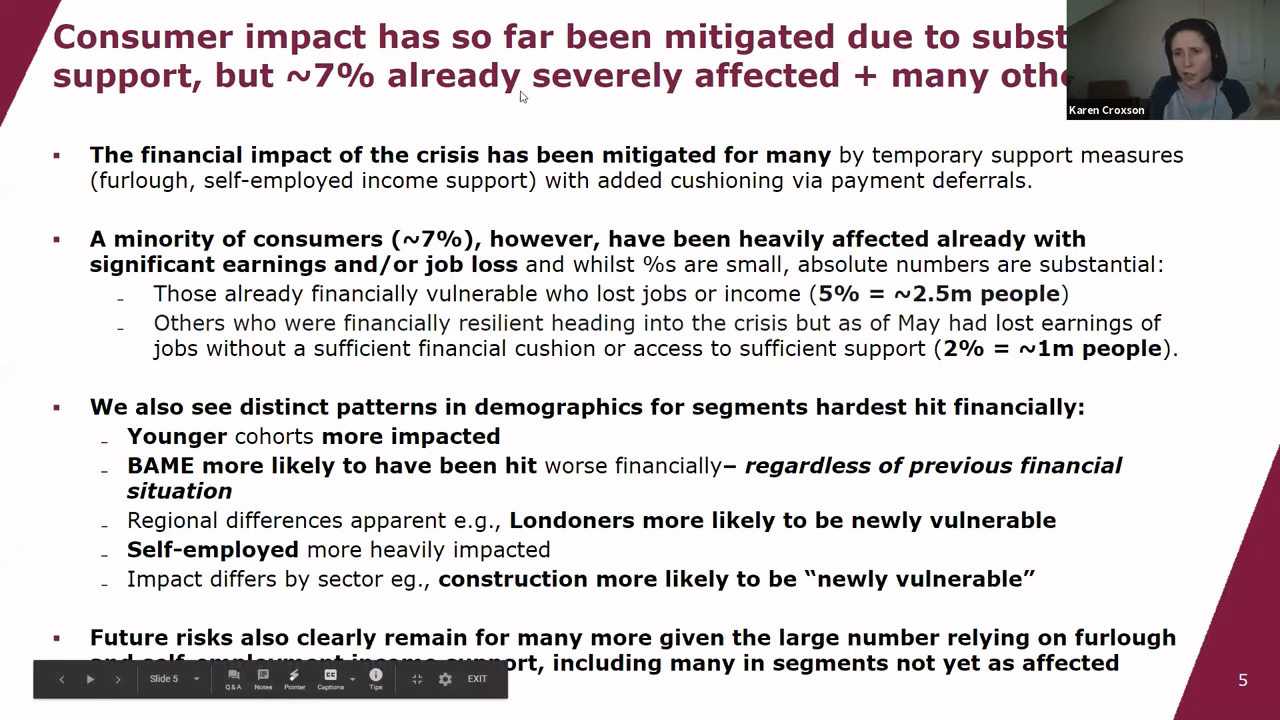 Consumer impact has so far been mitigated due to subst
support, but ~7% already severely affected + many oth
Karen Croxson
▪ The financial impact of the crisis has been mitigated for many by temporary support measures
(furlough, self-employed income support) with added cushioning via payment deferrals.
▪ A minority of consumers (~7%), however, have been heavily affected already with
significant earnings and/or job loss and whilst %s are small, absolute numbers are substantial:
– Those already financially vulnerable who lost jobs or income (5% = ~2.5m people)
– Others who were financially resilient heading into the crisis but as of May had lost earnings of
jobs without a sufficient financial cushion or access to sufficient support (2% = ~1m people).
▪ We also see distinct patterns in demographics for segments hardest hit financially:
– Younger cohorts more impacted
– BAME more likely to have been hit worse financially– regardless of previous financial
situation
– Regional differences apparent e.g., Londoners more likely to be newly vulnerable
– Self-employed more heavily impacted
– Impact differs by sector eg., construction more likely to be “newly vulnerable”
▪ Future risks also clearly remain for many more given the large number relying on furlough
and self-employment income support, including many in segments not yet as affected
Slide 5
Q & A
Notes
Pointer
Captions
Tips
EXIT
5